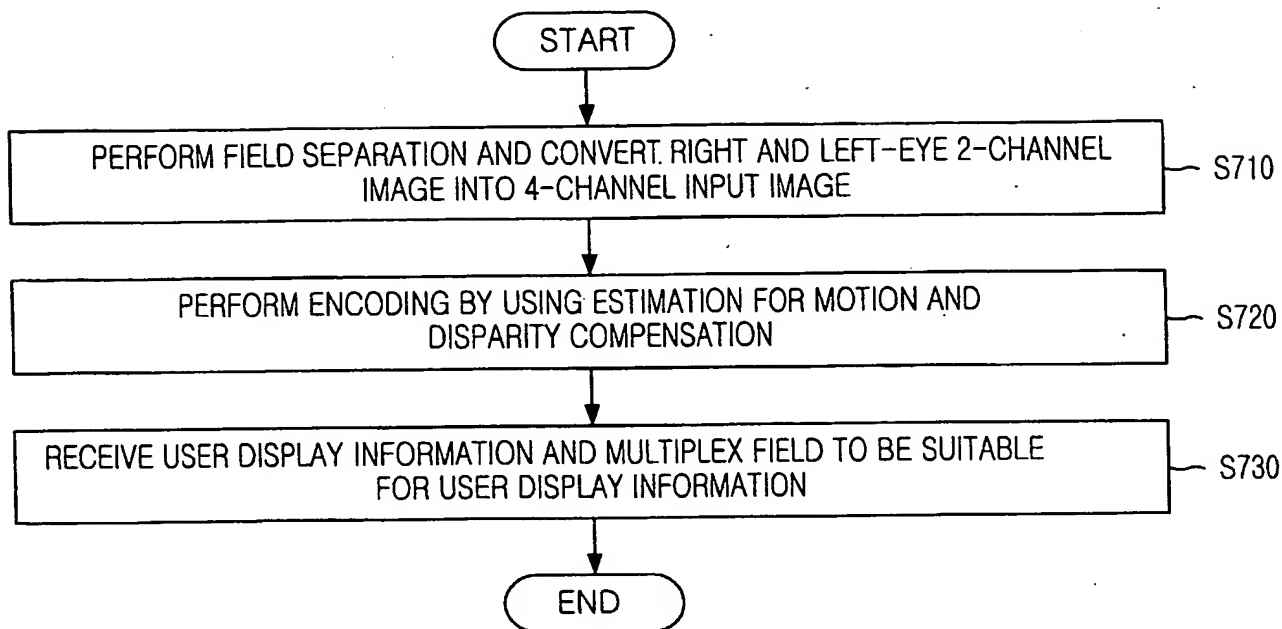 START
PERFORM FIELD SEPARATION AND CONVERT. RIGHT AND LEFT-EYE 2-CHANNEL
IMAGE INTO 4-CHANNEL INPUT IMAGE
S710
PERFORM ENCODING BY USING ESTIMATION FOR MOTION AND
DISPARITY COMPENSATION
S720
RECEIVE USER DISPLAY INFORMATION AND MULTIPLEX FIELD TO BE SUITABLE
FOR USER DISPLAY INFORMATION
S730
END